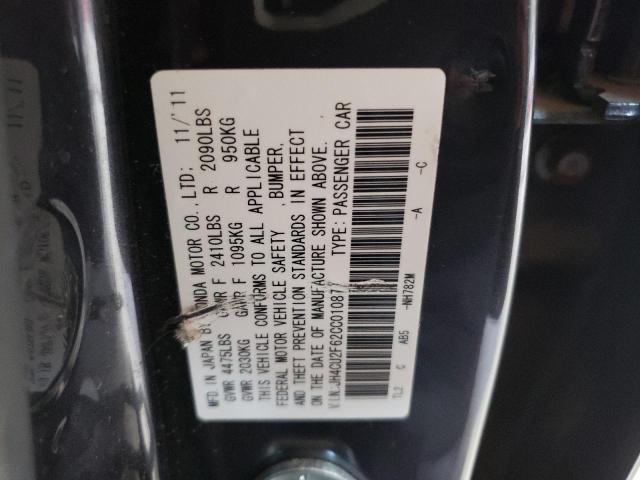 MFD. IN JAPAN BY HONDA MOTOR CO., LTD. 11/11
GVWR 4475LBS GAWR F 2410LBS R 2090LBS
GVWR 2030KG GAWR F 1095KG R 950KG
THIS VEHICLE CONFORMS TO ALL APPLICABLE
FEDERAL MOTOR VEHICLE SAFETY ,BUMPER,
AND THEFT PREVENTION STANDARDS IN EFFECT
ON THE DATE OF MANUFACTURE SHOWN ABOVE.
V.I.N.:JH4CU2F62CC010877 TYPE: PASSENGER CAR
TL2 AB5 -NH782M -A -C
C